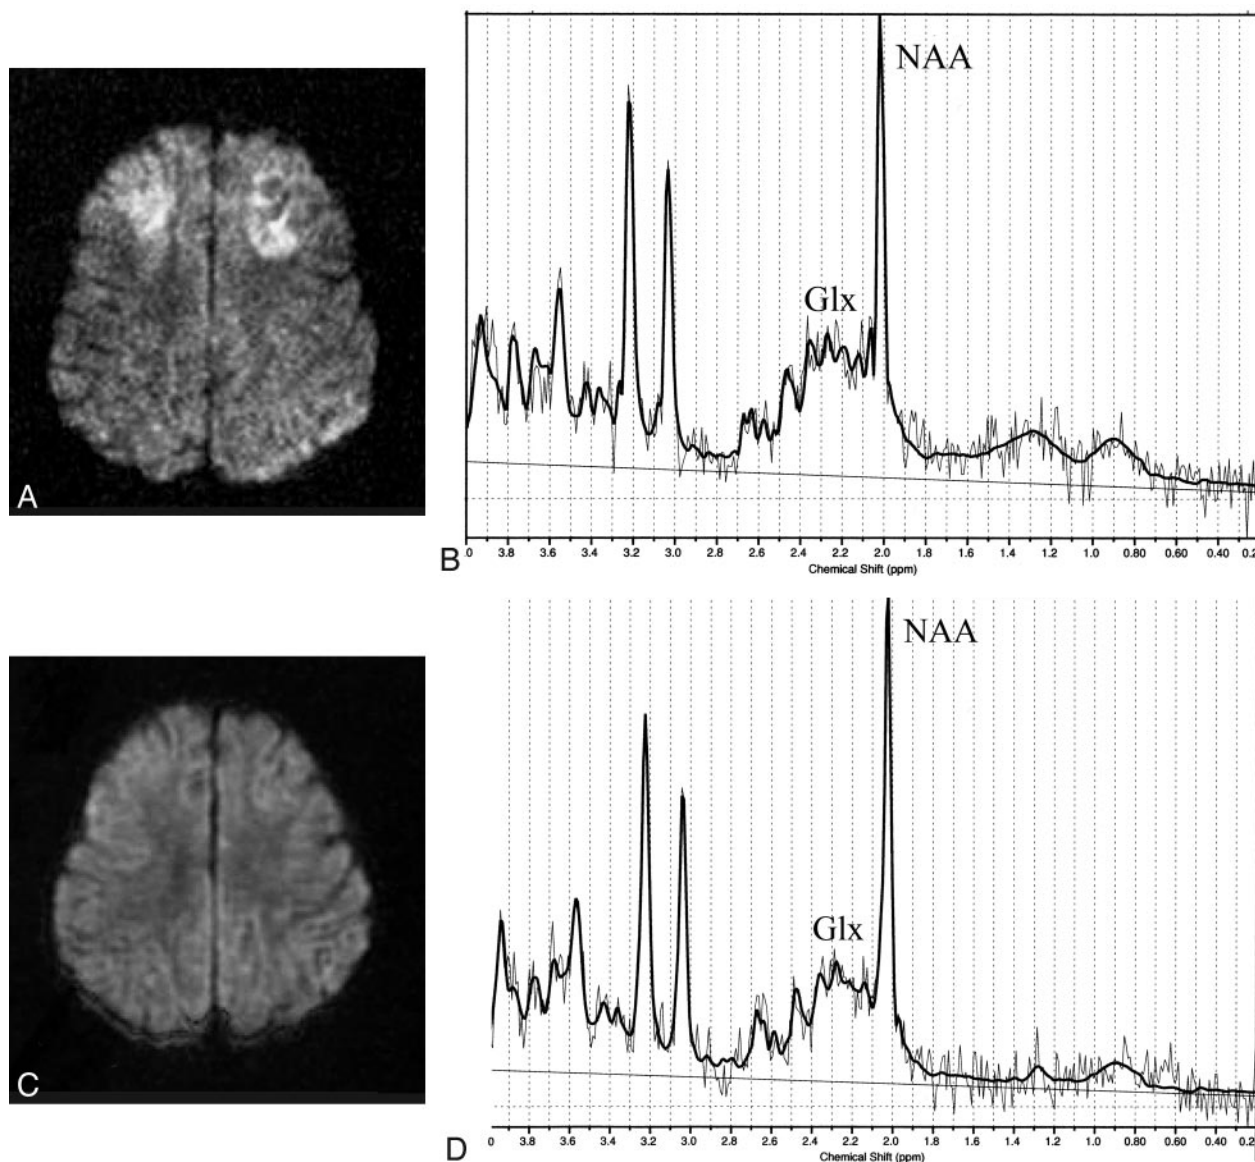 NAA
Glx
A
.0 3.8 3.6 3.4 3.2 3.0 2.8 2.6 2.4 2.2 2.0 1.8 1.6 1.4 1.2 1.0 0.80 0.60 0.40 0.2
B
Chemical Shift (ppm)
NAA
Glx
C
0 3.8 3.6 3.4 3.2 3.0 2.8 2.6 2.4 2.2 2.0 1.8 1.6 1.4 1.2 1.0 0.80 0.60 0.40 0.2
D
Chemical Shift (ppm)